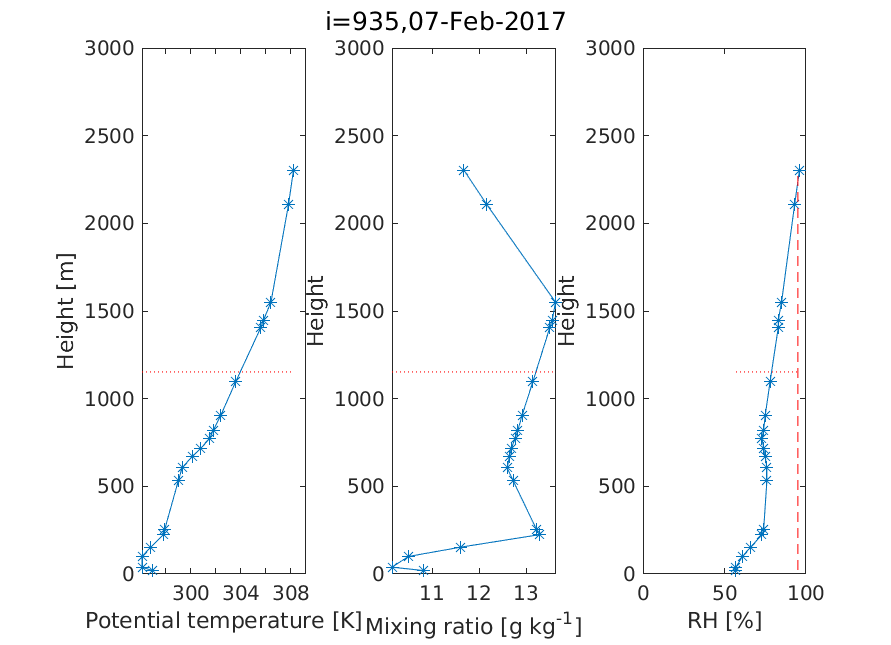 i=935,07-Feb-2017
3000
2500
2000
1500
1000
500
0
Height [m]
300 304 308
Potential temperature [K]
3000
2500
2000
1500
1000
500
0
Height
11 12 13
Mixing ratio [g kg-1]
3000
2500
2000
1500
1000
500
0
Height
0 50 100
RH [%]